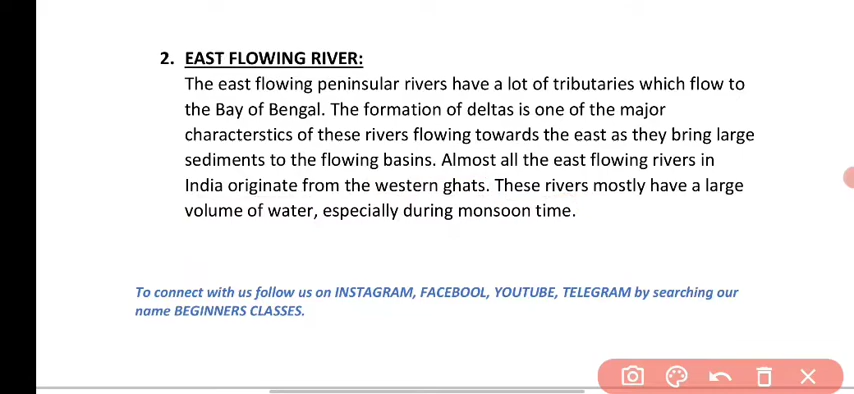 2. EAST FLOWING RIVER:
The east flowing peninsular rivers have a lot of tributaries which flow to
the Bay of Bengal. The formation of deltas is one of the major
characterstics of these rivers flowing towards the east as they bring large
sediments to the flowing basins. Almost all the east flowing rivers in
India originate from the western ghats. These rivers mostly have a large
volume of water, especially during monsoon time.
To connect with us follow us on INSTAGRAM, FACEBOOL, YOUTUBE, TELEGRAM by searching our
name BEGINNERS CLASSES.